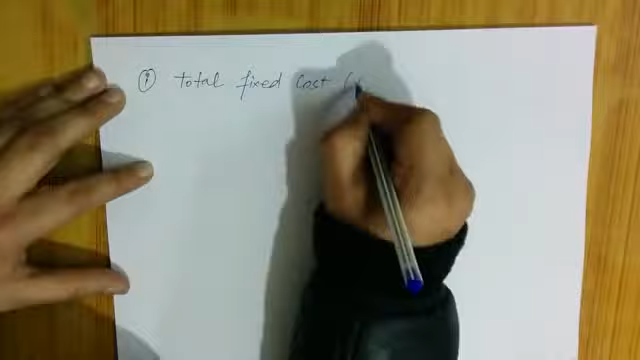 ① Total fixed Cost (